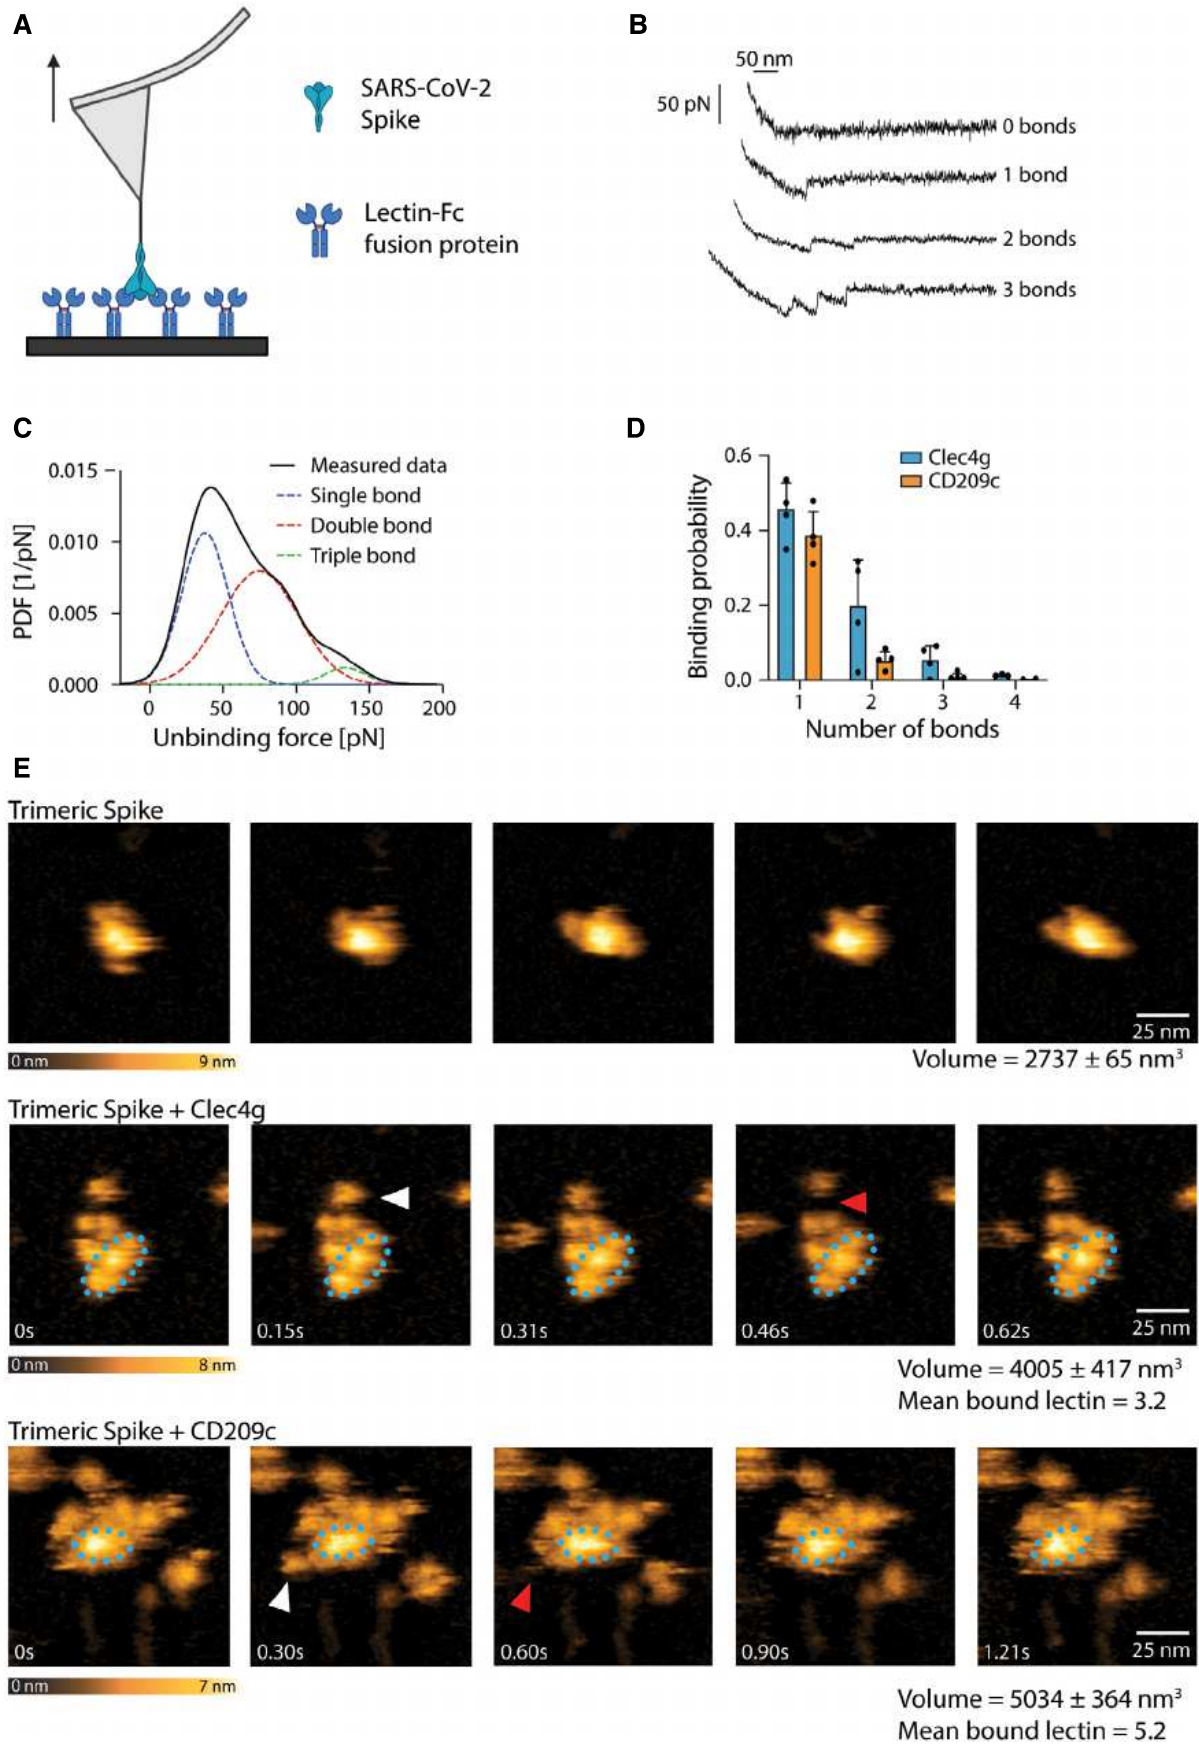 A
SARS-CoV-2
Spike
Lectin-Fc
fusion protein
B
50 nm
50 pN
0 bonds
1 bond
2 bonds
3 bonds
C
PDF [1/pN]
0.015
0.010
0.005
0.000
Measured data
Single bond
Double bond
Triple bond
0 50 100 150 200
Unbinding force [pN]
D
Binding probability
0.6
0.4
0.2
0.0
Clec4g
CD209c
1 2 3 4
Number of bonds
E
Trimeric Spike
25 nm
0 nm 9 nm
Volume = 2737 ± 65 nm³
Trimeric Spike + Clec4g
0s 0.15s 0.31s 0.46s 0.62s
25 nm
0 nm 8 nm
Volume = 4005 ± 417 nm³
Mean bound lectin = 3.2
Trimeric Spike + CD209c
0s 0.30s 0.60s 0.90s 1.21s
25 nm
0 nm 7 nm
Volume = 5034 ± 364 nm³
Mean bound lectin = 5.2